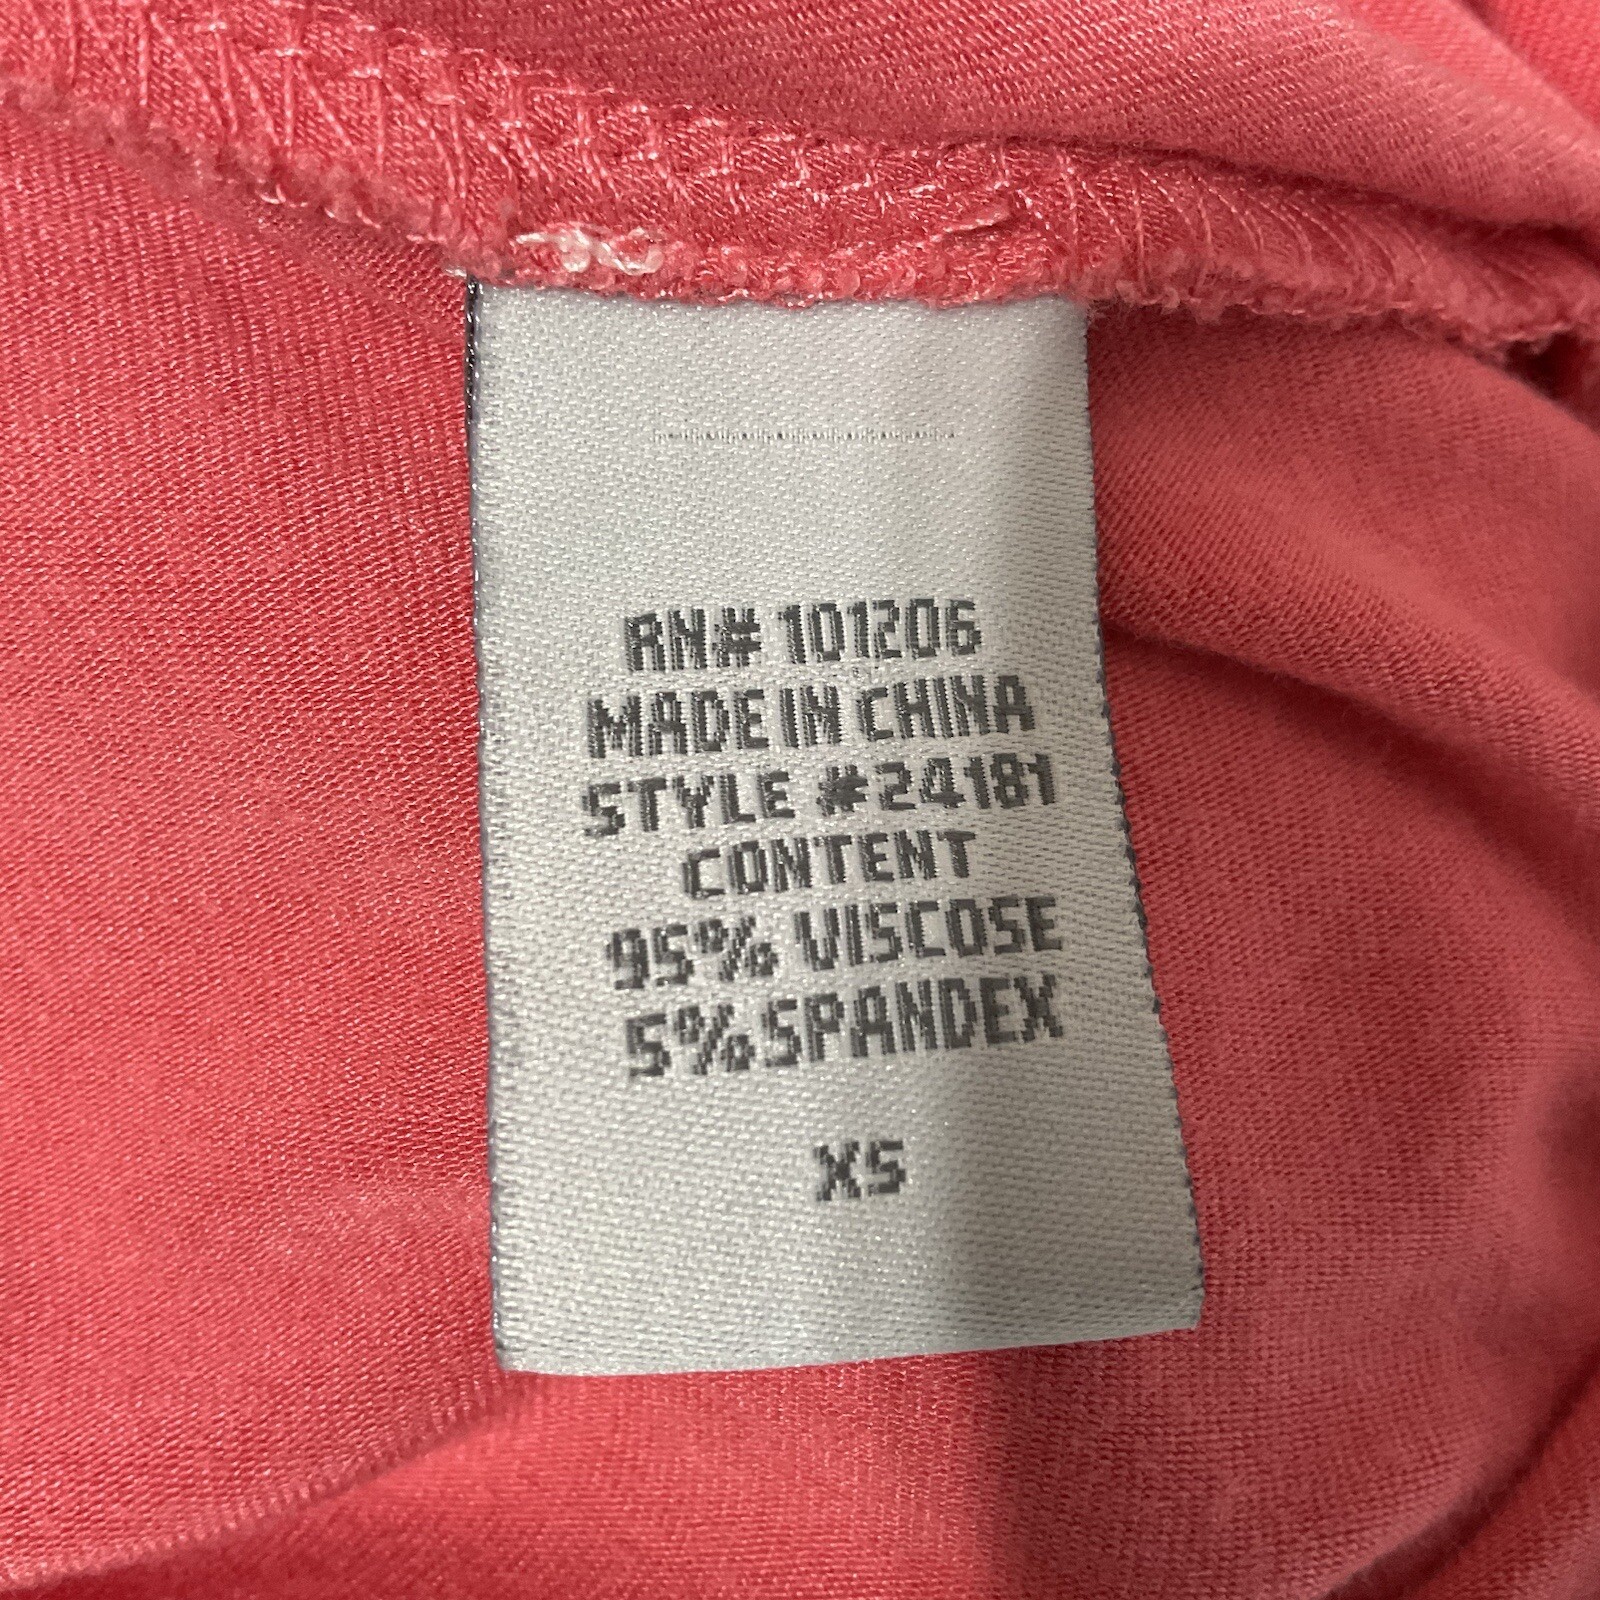 RN# 101206
MADE IN CHINA
STYLE #24181
CONTENT
95% VISCOSE
5% SPANDEX
XS